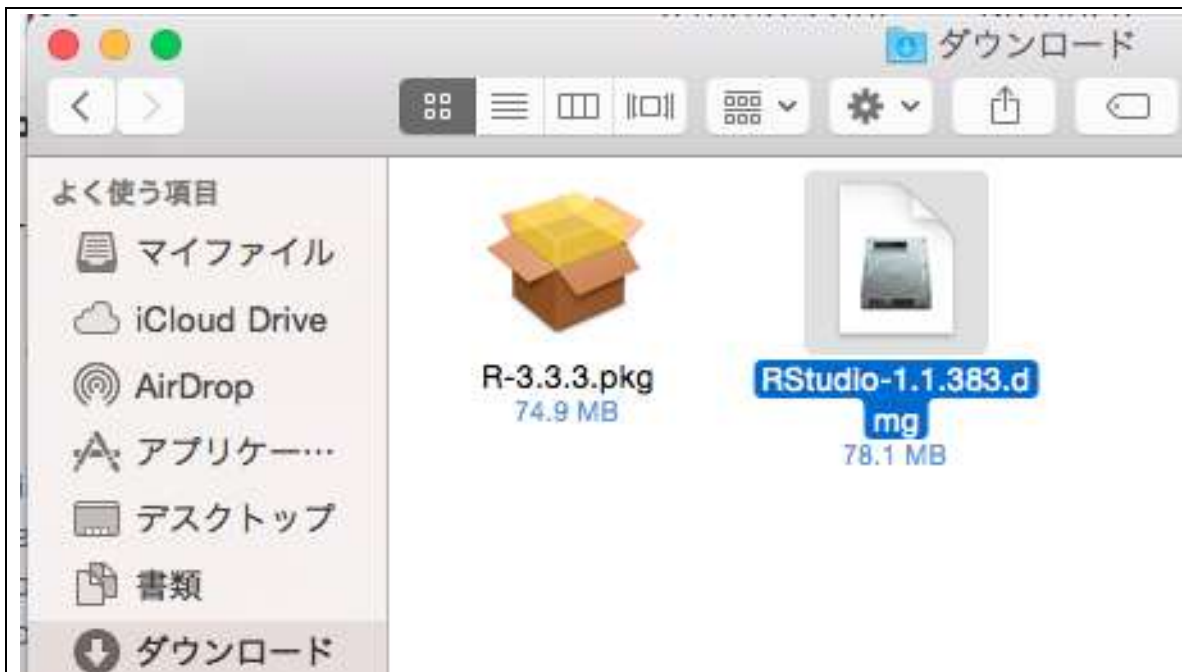 ダウンロード
よく使う項目
マイファイル
iCloud Drive
AirDrop
アプリケー…
デスクトップ
書類
ダウンロード
R-3.3.3.pkg
74.9 MB
RStudio-1.1.383.d
mg
78.1 MB